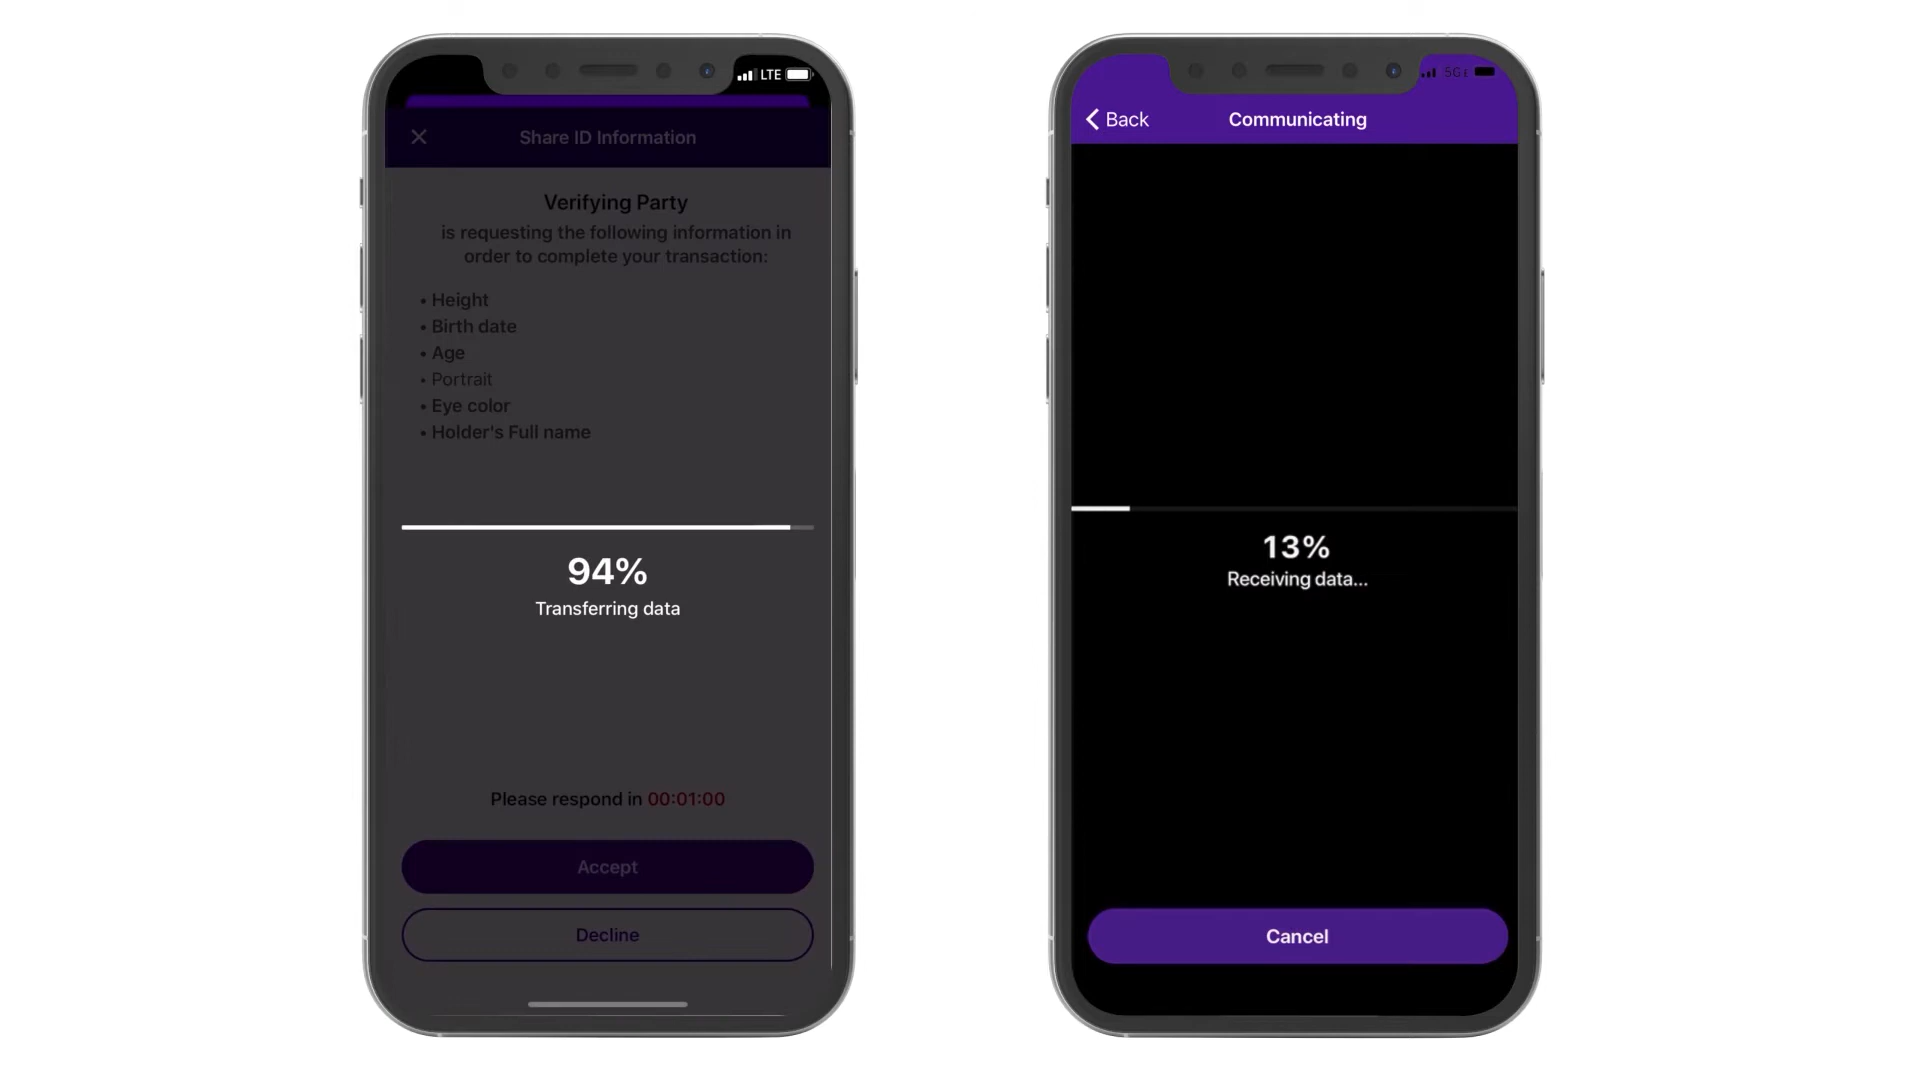 LTE
Share ID Information
Verifying Party
is requesting the following information in
order to complete your transaction:
• Height
• Birth date
• Age
• Portrait
• Eye color
• Holder's Full name
94%
Transferring data
Please respond in 00:01:00
Accept
Decline
5GE
Back
Communicating
13%
Receiving data...
Cancel